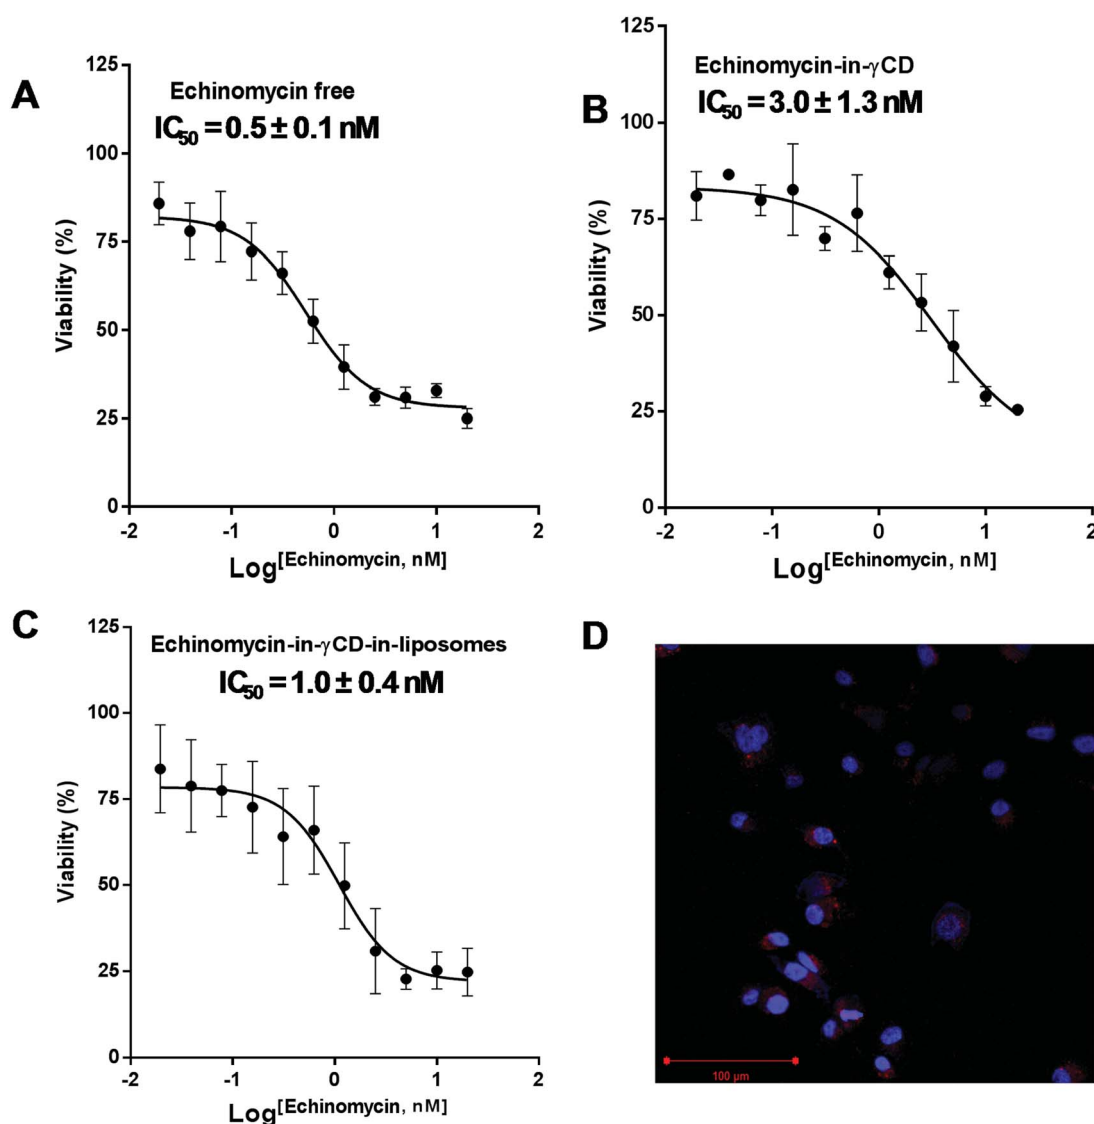 A
Echinomycin free
IC50 = 0.5 ± 0.1 nM
125
100
75
50
25
0
Viability (%)
-2 -1 0 1 2
Log[Echinomycin, nM]
B
Echinomycin-in-γCD
IC50 = 3.0 ± 1.3 nM
125
100
75
50
25
0
Viability (%)
-2 -1 0 1 2
Log[Echinomycin, nM]
C
Echinomycin-in-γCD-in-liposomes
IC50 = 1.0 ± 0.4 nM
125
100
75
50
25
0
Viability (%)
-2 -1 0 1 2
Log[Echinomycin, nM]
D
100 µm